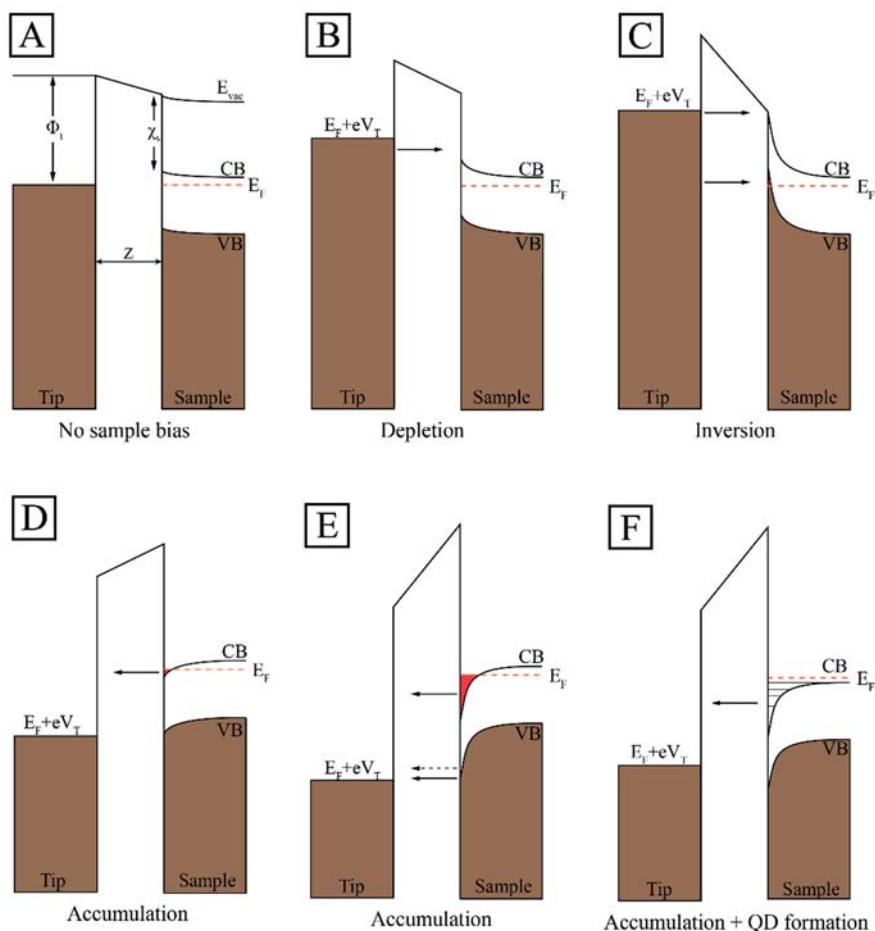 A
B
C
Φt
χs
Evac
CB
EF
VB
Z
Tip
Sample
No sample bias
EF+eVT
CB
EF
VB
Tip
Sample
Depletion
EF+eVT
CB
EF
VB
Tip
Sample
Inversion
D
E
F
CB
EF
EF+eVT
VB
Tip
Sample
Accumulation
CB
EF
VB
EF+eVT
Tip
Sample
Accumulation
CB
EF
VB
EF+eVT
Tip
Sample
Accumulation + QD formation